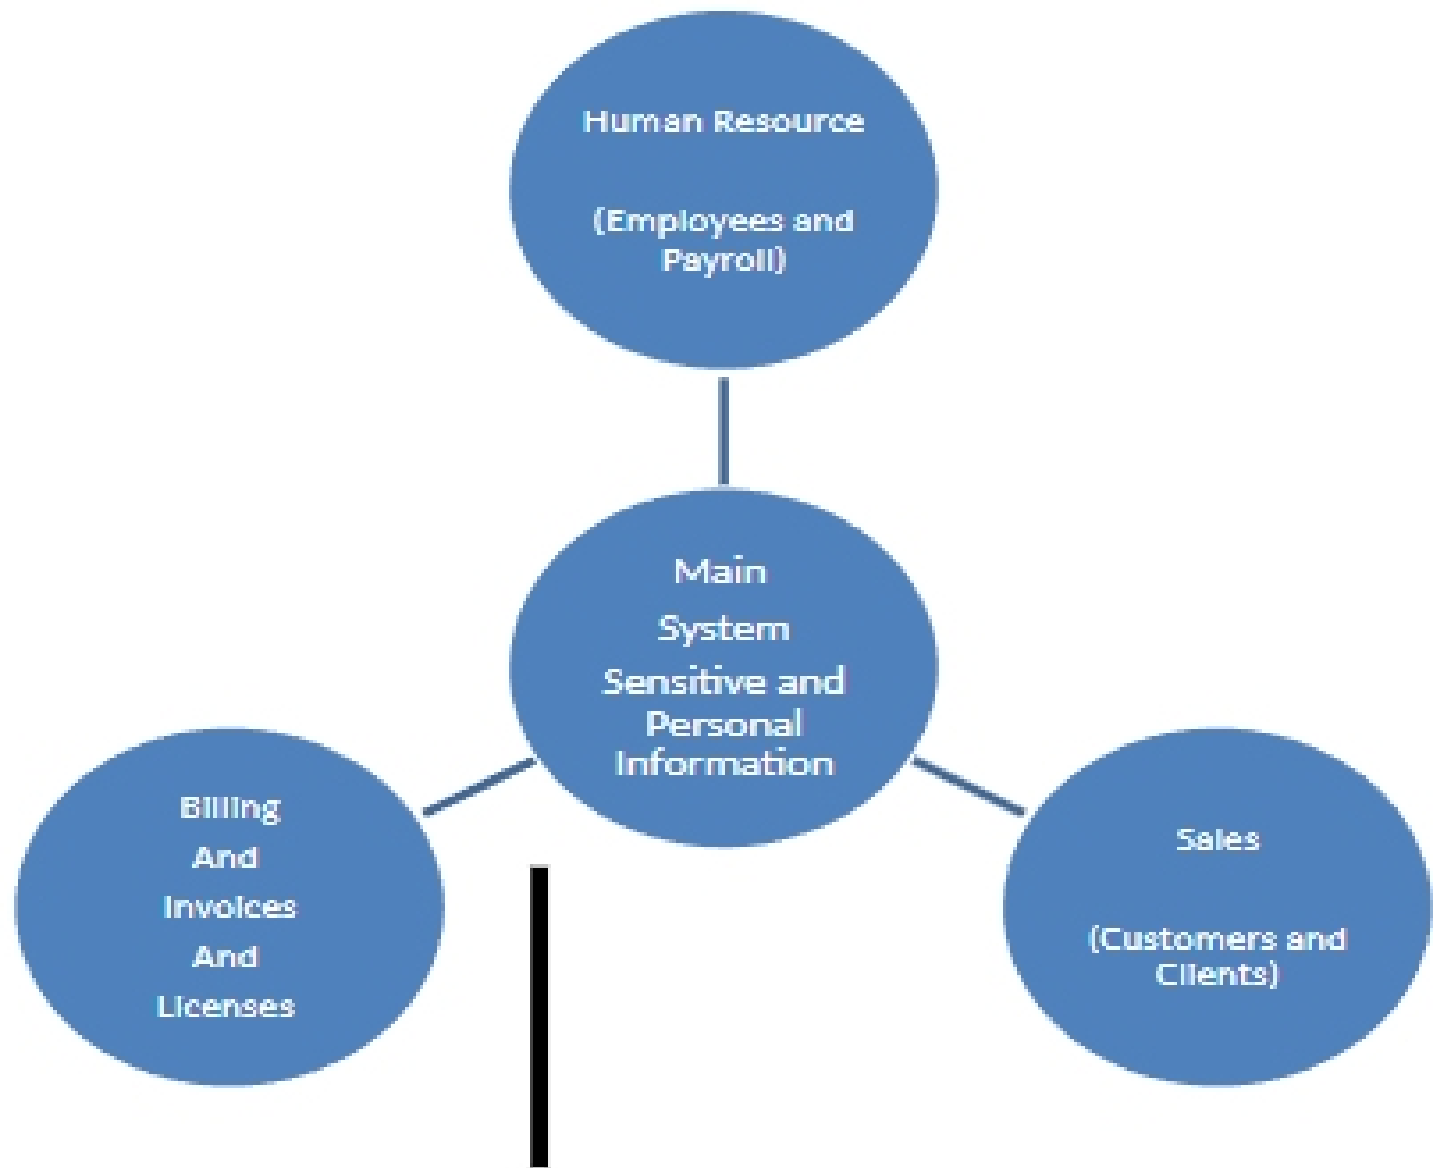 Human Resource
(Employees and
Payroll)
Main
System
Sensitive and
Personal
Information
Billing
And
Invoices
And
Licenses
Sales
(Customers and
Clients)